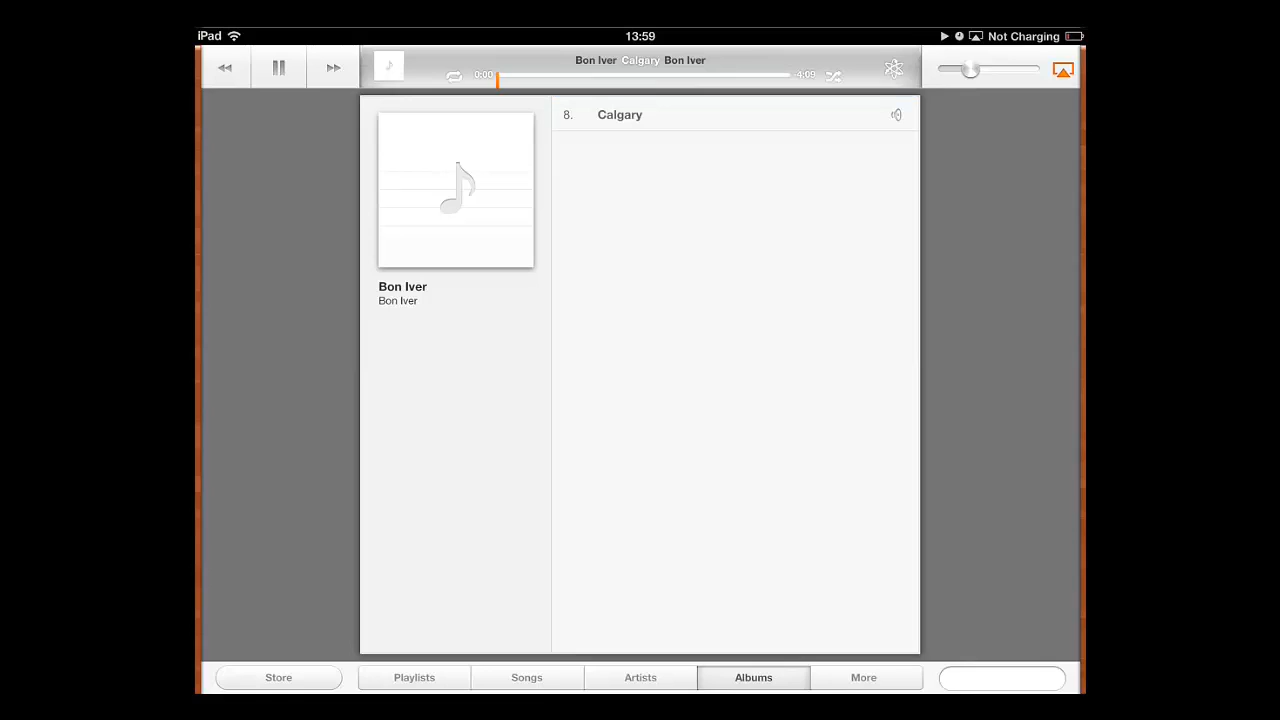 iPad 13:59 Not Charging
Bon Iver Calgary Bon Iver
0:00 -4:09
8. Calgary
Bon Iver
Bon Iver
Store Playlists Songs Artists Albums More